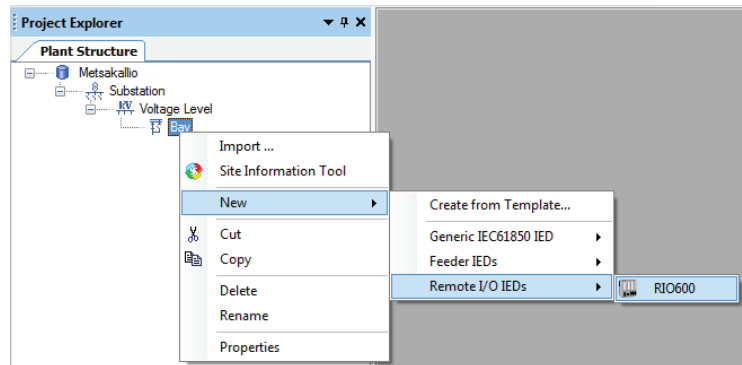 Project Explorer
Plant Structure
Metsakallio
Substation
Voltage Level
Bay
Import ...
Site Information Tool
New
Cut
Copy
Delete
Rename
Properties
Create from Template...
Generic IEC61850 IED
Feeder IEDs
Remote I/O IEDs
RIO600